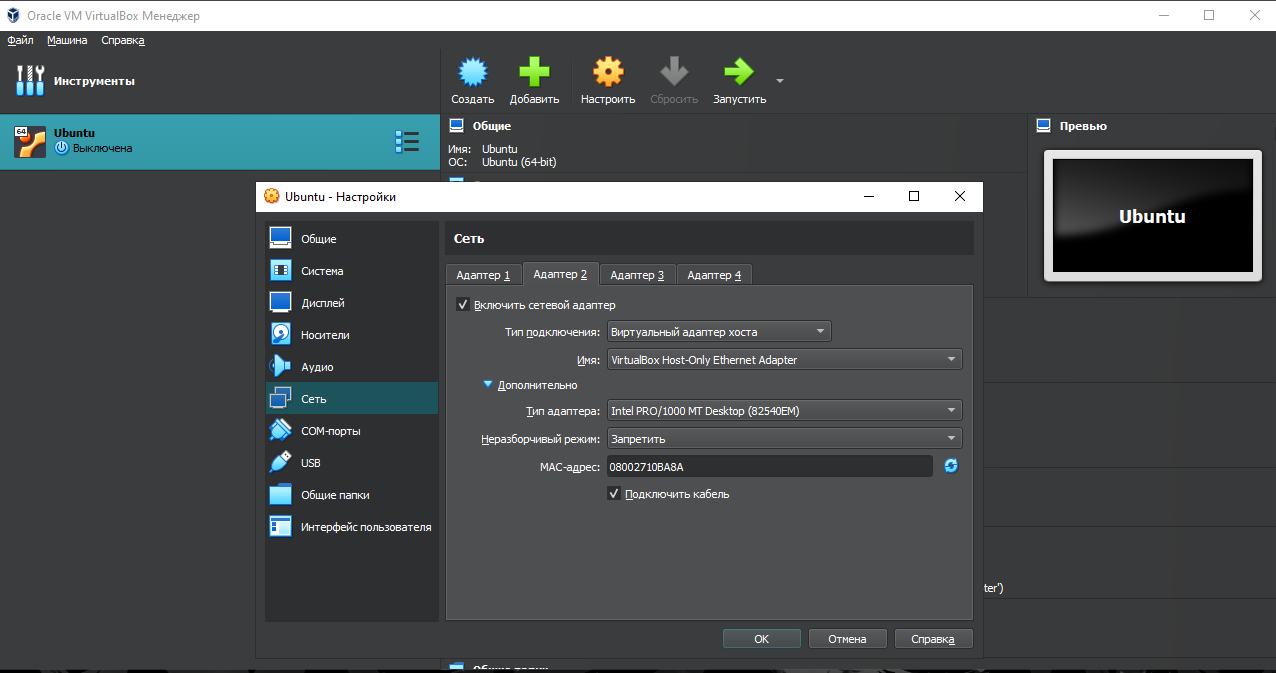 Oracle VM VirtualBox Менеджер
Файл Машина Справка
Инструменты
Создать Добавить Настроить Сбросить Запустить
64
Ubuntu
Выключена
Общие
Имя: Ubuntu
ОС: Ubuntu (64-bit)
Превью
Ubuntu
Ubuntu - Настройки
Общие
Система
Дисплей
Носители
Аудио
Сеть
COM-порты
USB
Общие папки
Интерфейс пользователя
Сеть
Адаптер 1 Адаптер 2 Адаптер 3 Адаптер 4
Включить сетевой адаптер
Тип подключения: Виртуальный адаптер хоста
Имя: VirtualBox Host-Only Ethernet Adapter
Дополнительно
Тип адаптера: Intel PRO/1000 MT Desktop (82540EM)
Неразборчивый режим: Запретить
MAC-адрес: 08002710BA8A
Подключить кабель
ter')
OK Отмена Справка
Общие папки